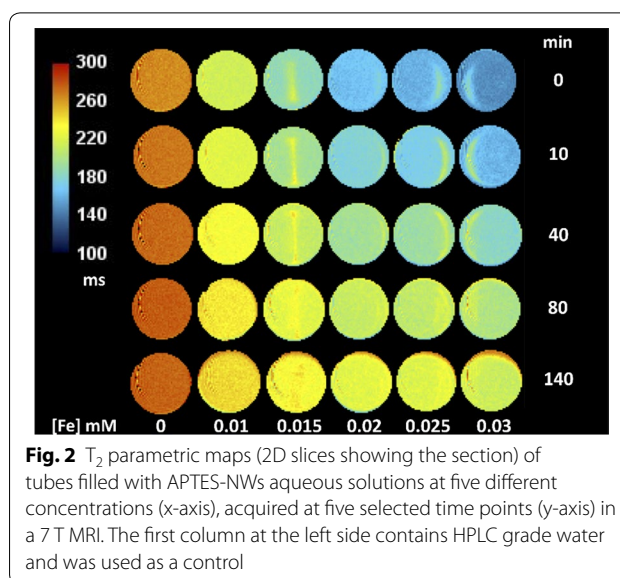 min
300
260
220
180
140
100
ms
0
10
40
80
140
[Fe] mM 0 0.01 0.015 0.02 0.025 0.03
Fig. 2 T₂ parametric maps (2D slices showing the section) of
tubes filled with APTES-NWs aqueous solutions at five different
concentrations (x-axis), acquired at five selected time points (y-axis) in
a 7 T MRI. The first column at the left side contains HPLC grade water
and was used as a control